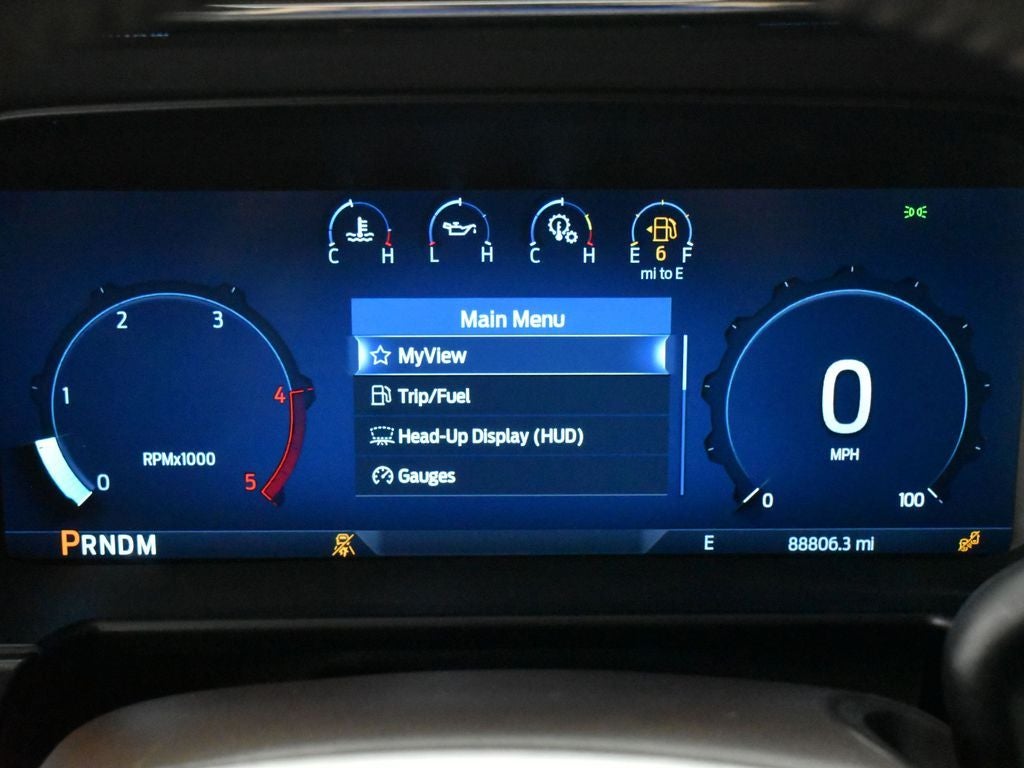 C H
L H
C H
E 6 F
mi to E
Main Menu
MyView
Trip/Fuel
Head-Up Display (HUD)
Gauges
0 1 2 3 4 5
RPMx1000
0
MPH
0 100
PRNDM
E
88806.3 mi